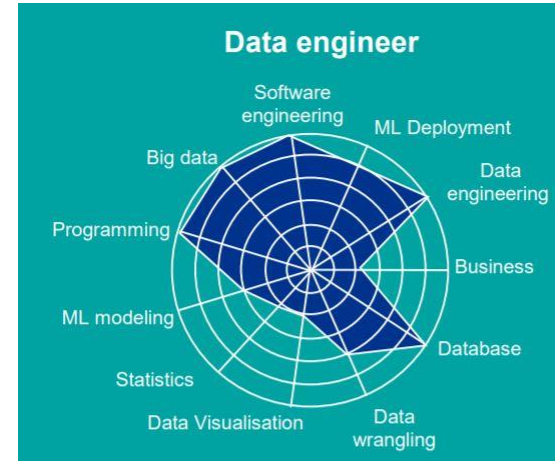 Data engineer
Software
engineering
ML Deployment
Big data
Data
engineering
Programming
Business
ML modeling
Database
Statistics
Data Visualisation
Data
wrangling